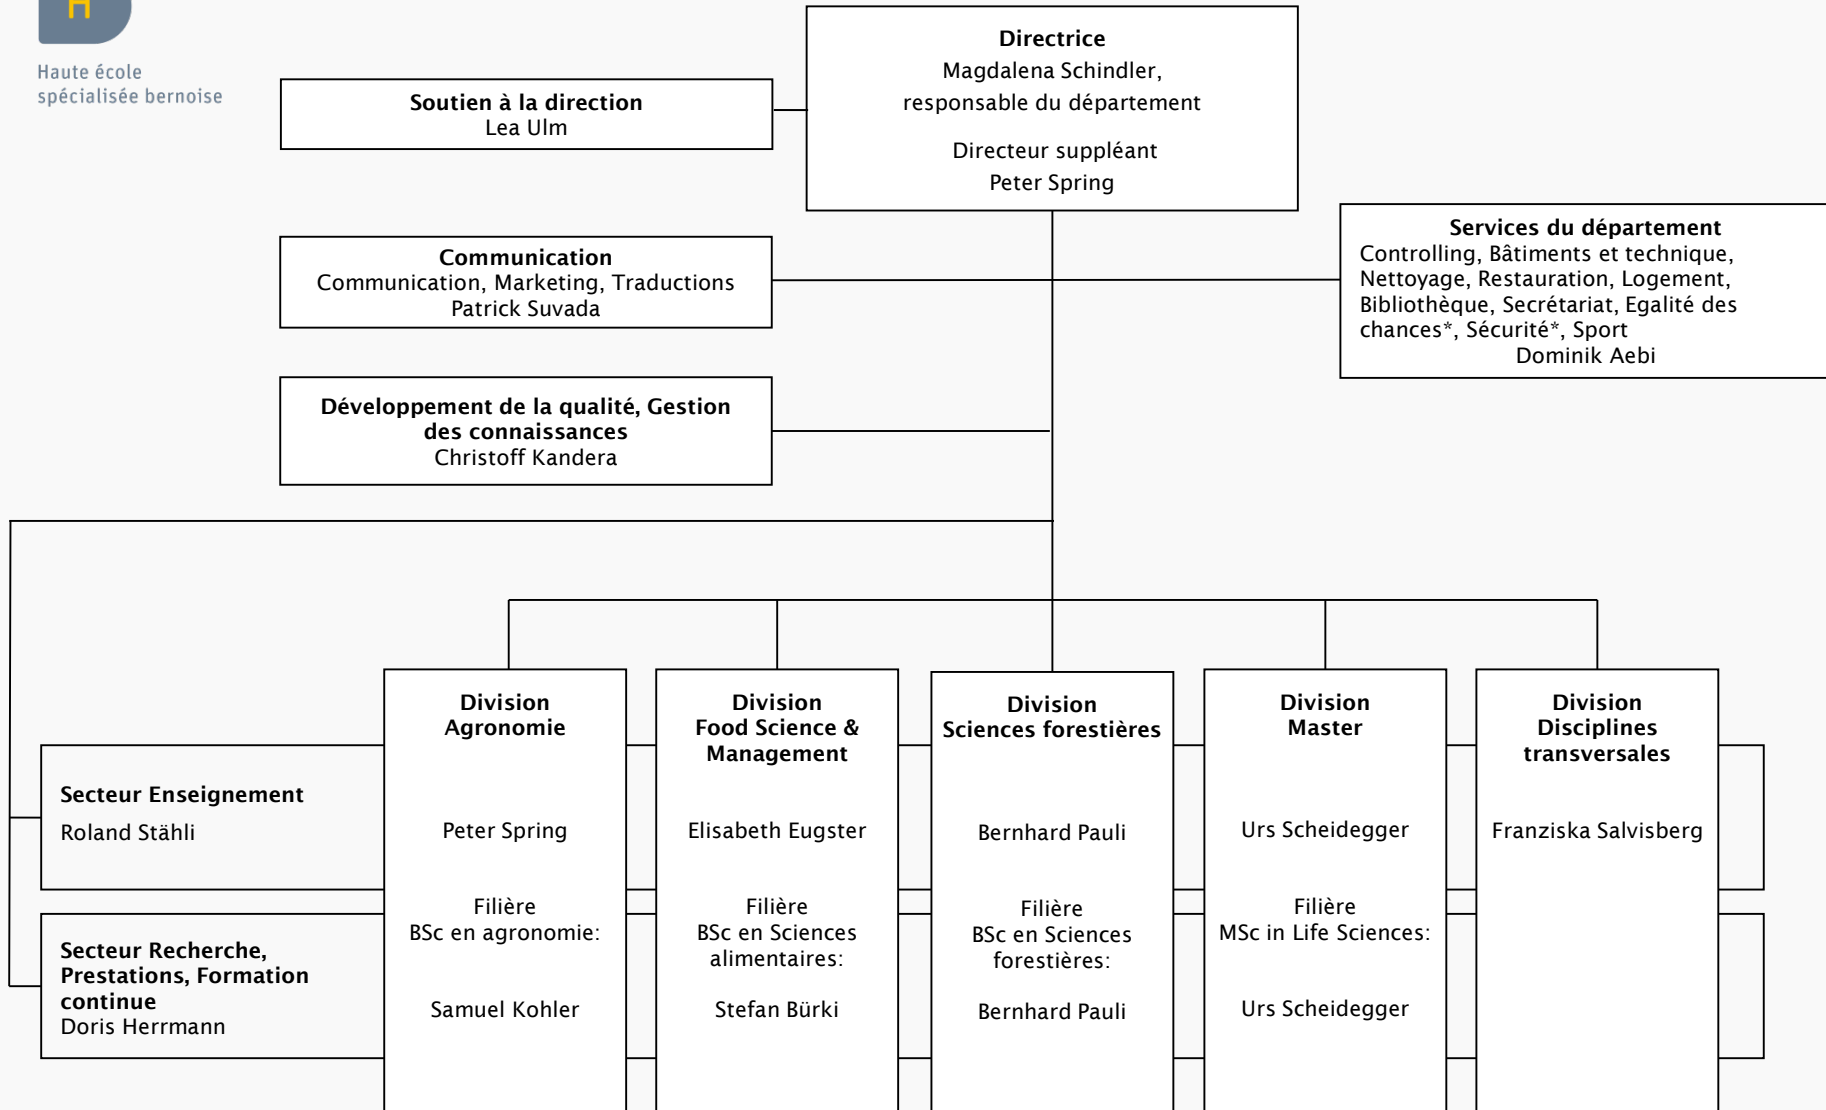 H
Haute école
spécialisée bernoise
Directrice
Magdalena Schindler,
responsable du département
Directeur suppléant
Peter Spring
Soutien à la direction
Lea Ulm
Communication
Communication, Marketing, Traductions
Patrick Suvada
Services du département
Controlling, Bâtiments et technique,
Nettoyage, Restauration, Logement,
Bibliothèque, Secrétariat, Egalité des
chances*, Sécurité*, Sport
Dominik Aebi
Développement de la qualité, Gestion
des connaissances
Christoff Kandera
Secteur Enseignement
Roland Stähli
Secteur Recherche,
Prestations, Formation
continue
Doris Herrmann
Division
Agronomie
Peter Spring
Filière
BSc en agronomie:
Samuel Kohler
Division
Food Science &
Management
Elisabeth Eugster
Filière
BSc en Sciences
alimentaires:
Stefan Bürki
Division
Sciences forestières
Bernhard Pauli
Filière
BSc en Sciences
forestières:
Bernhard Pauli
Division
Master
Urs Scheidegger
Filière
MSc in Life Sciences:
Urs Scheidegger
Division
Disciplines
transversales
Franziska Salvisberg